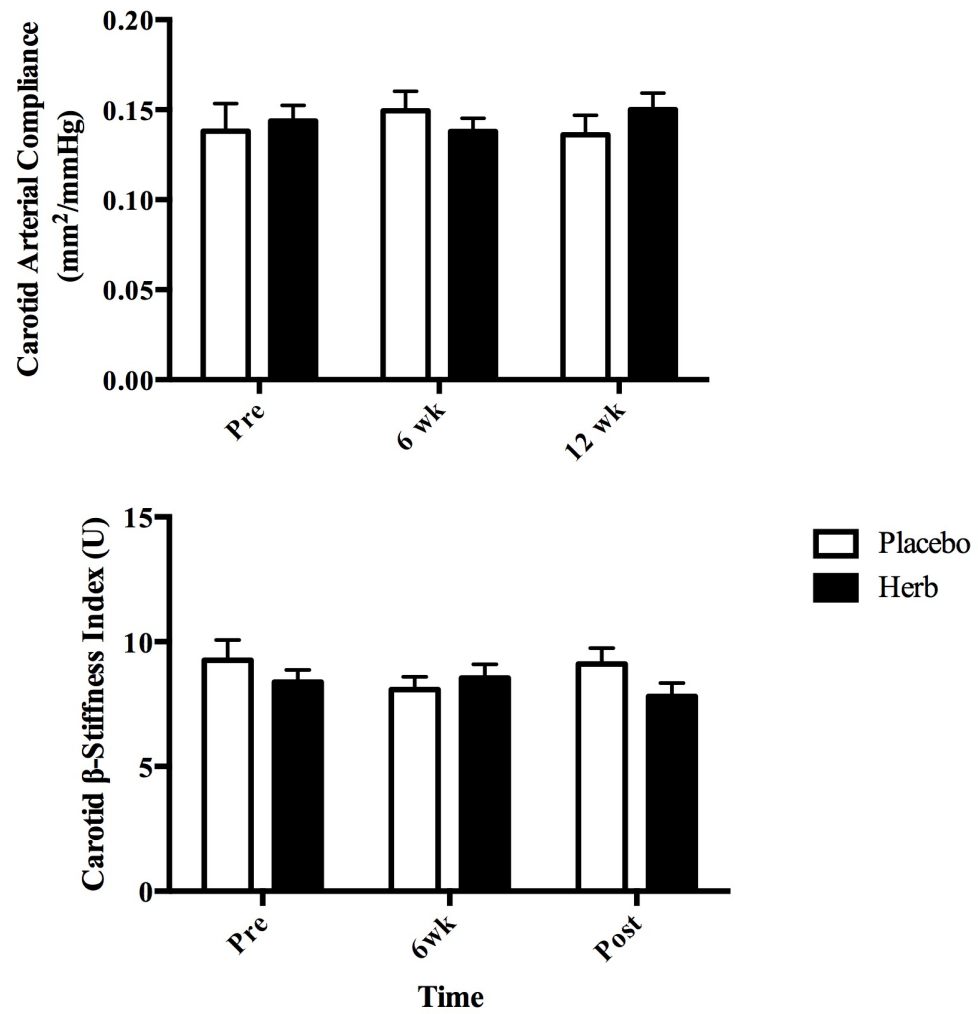 Carotid Arterial Compliance
(mm²/mmHg)
0.20
0.15
0.10
0.05
0.00
Pre
6 wk
12 wk
Carotid β-Stiffness Index (U)
15
10
5
0
Pre
6wk
Post
Time
Placebo
Herb